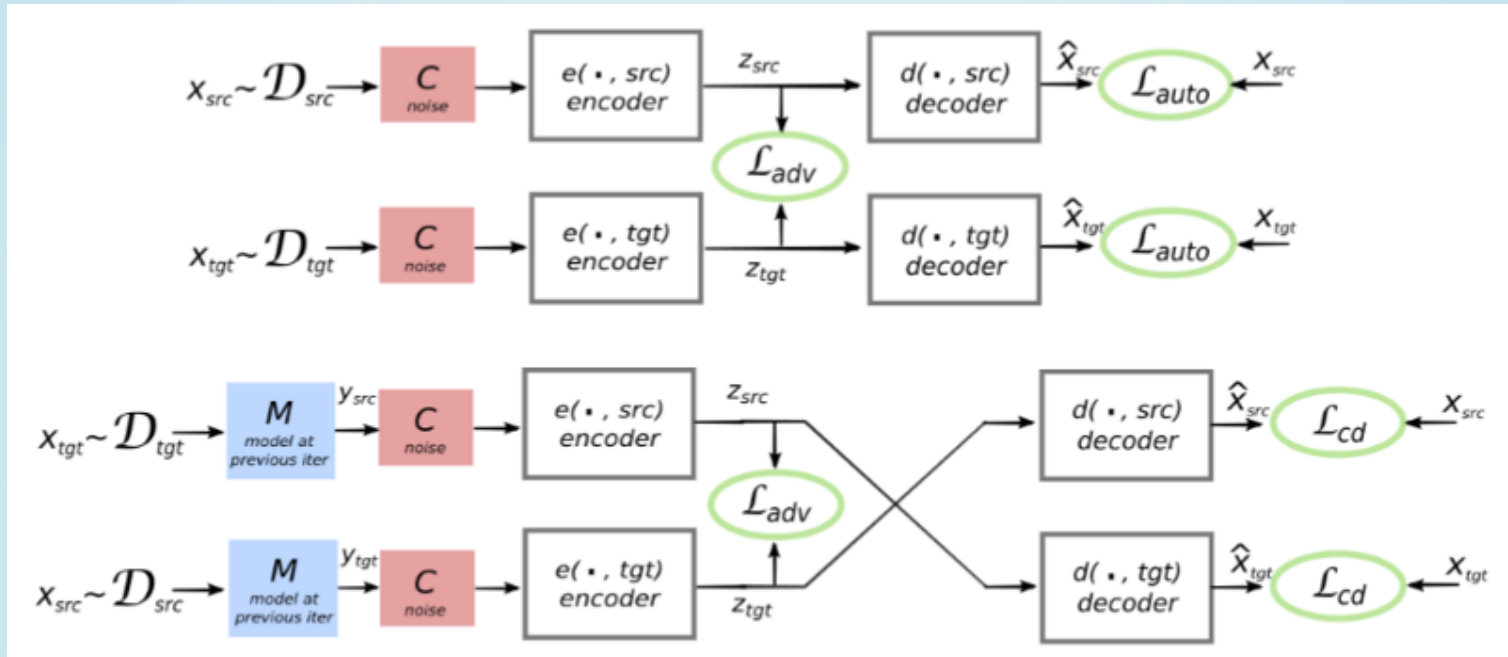 x_src ~ D_src
C
noise
e(·, src)
encoder
z_src
d(·, src)
decoder
x̂_src
L_auto
x_src
L_adv
x_tgt ~ D_tgt
C
noise
e(·, tgt)
encoder
z_tgt
d(·, tgt)
decoder
x̂_tgt
L_auto
x_tgt
x_tgt ~ D_tgt
M
model at
previous iter
y_src
C
noise
e(·, src)
encoder
z_src
d(·, src)
decoder
x̂_src
L_cd
x_src
L_adv
x_src ~ D_src
M
model at
previous iter
y_tgt
C
noise
e(·, tgt)
encoder
z_tgt
d(·, tgt)
decoder
x̂_tgt
L_cd
x_tgt